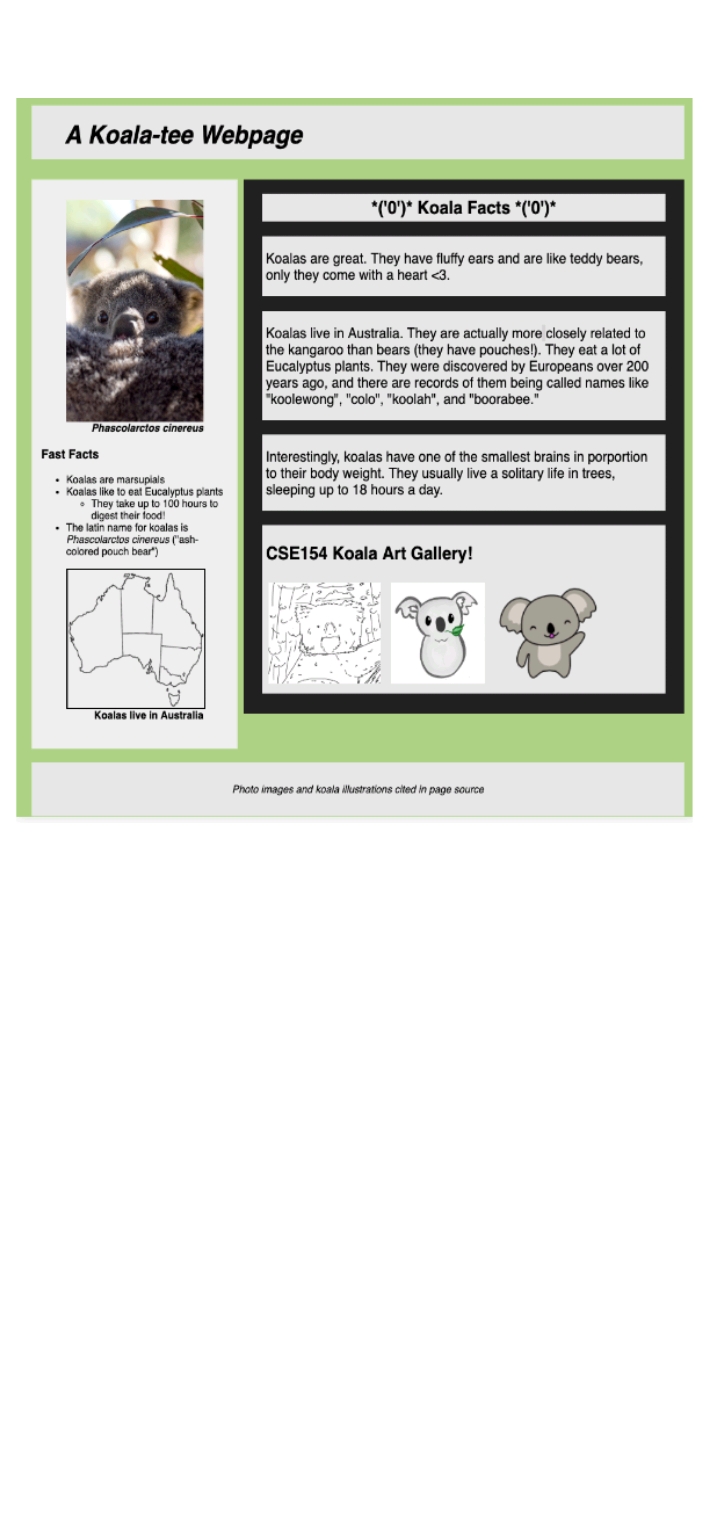 A Koala-tee Webpage
Phascolarctos cinereus
Fast Facts
• Koalas are marsupials
• Koalas like to eat Eucalyptus plants
◦ They take up to 100 hours to
digest their food!
• The latin name for koalas is
Phascolarctos cinereus ("ash-
colored pouch bear")
Koalas live in Australia
*('0')* Koala Facts *('0')*
Koalas are great. They have fluffy ears and are like teddy bears,
only they come with a heart <3.
Koalas live in Australia. They are actually more closely related to
the kangaroo than bears (they have pouches!). They eat a lot of
Eucalyptus plants. They were discovered by Europeans over 200
years ago, and there are records of them being called names like
"koolewong", "colo", "koolah", and "boorabee."
Interestingly, koalas have one of the smallest brains in porportion
to their body weight. They usually live a solitary life in trees,
sleeping up to 18 hours a day.
CSE154 Koala Art Gallery!
Photo images and koala illustrations cited in page source